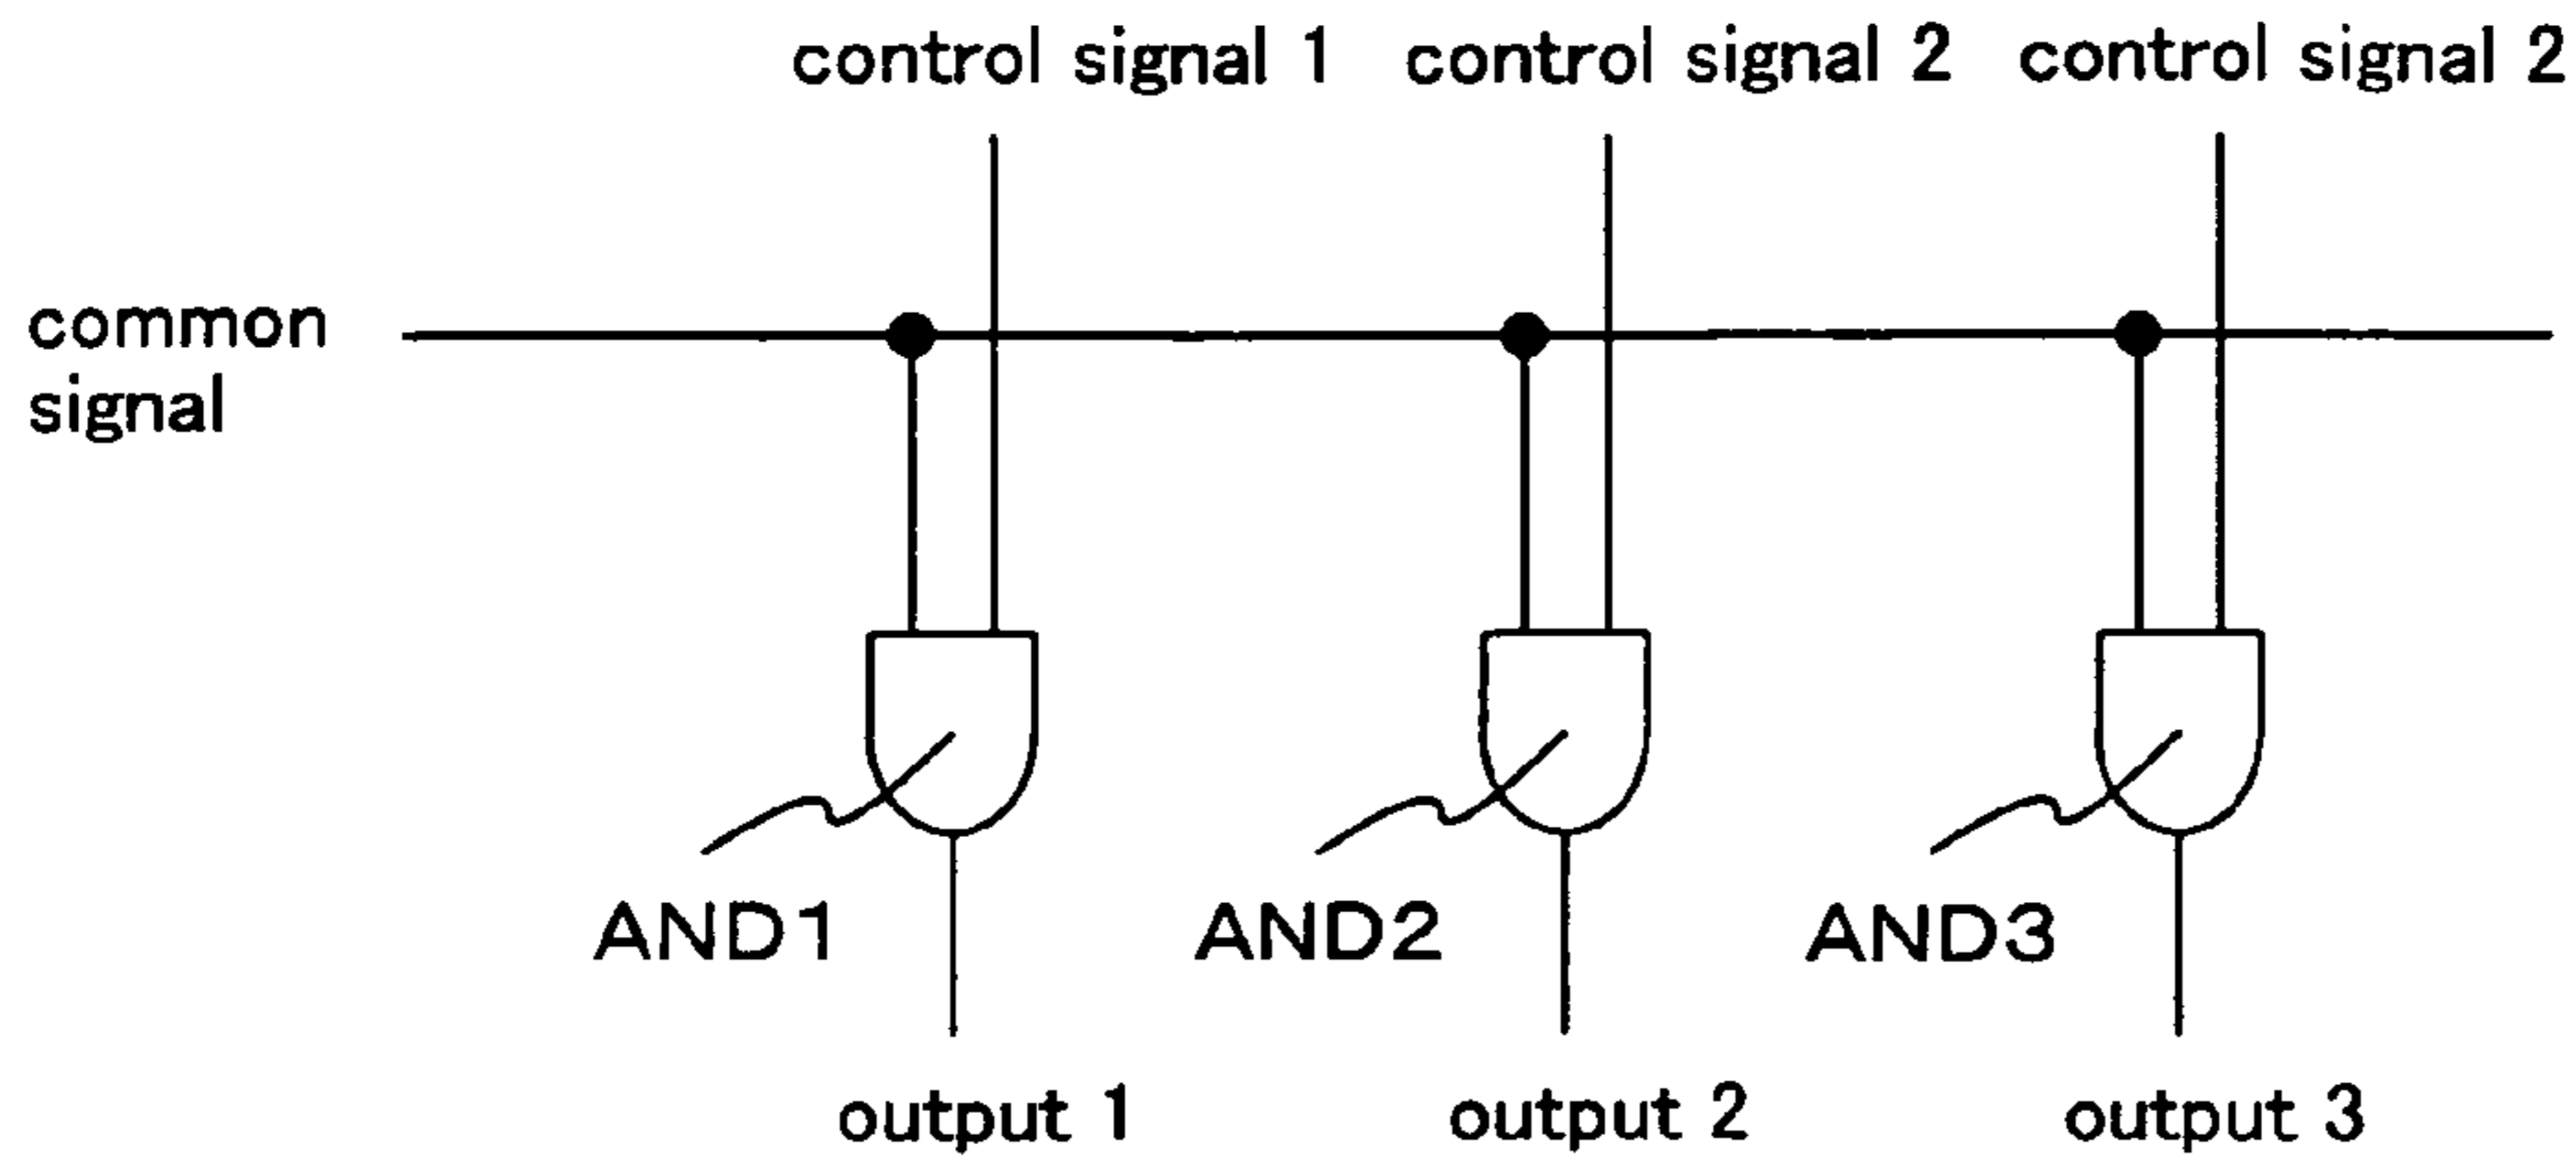 control signal 1 control signal 2 control signal 2
common
signal
AND1 AND2 AND3
output 1 output 2 output 3